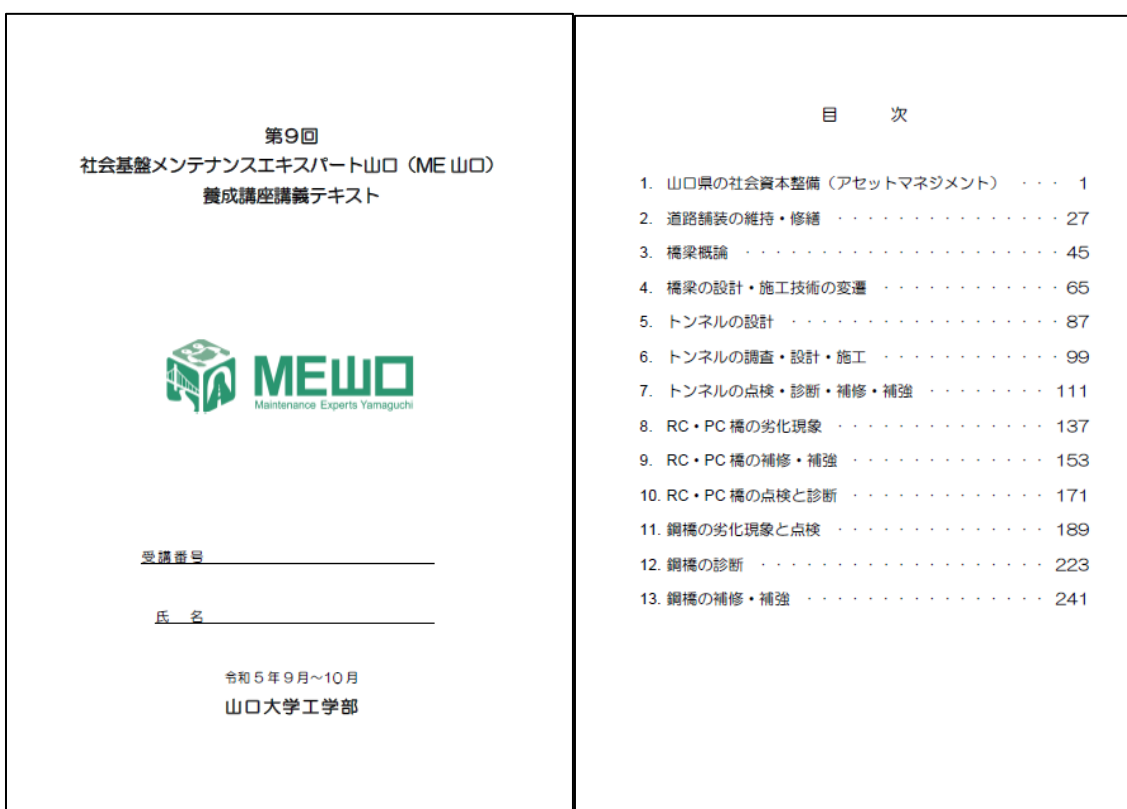 第9回
社会基盤メンテナンスエキスパート山口（ME山口）
養成講座講義テキスト
ME山口
Maintenance Experts Yamaguchi
受講番号
氏　名
令和５年９月～10月
山口大学工学部
目　次
1. 山口県の社会資本整備（アセットマネジメント） ・・・ 1
2. 道路舗装の維持・修繕 ・・・・・・・・・・・・・・・ 27
3. 橋梁概論 ・・・・・・・・・・・・・・・・・・・・・ 45
4. 橋梁の設計・施工技術の変遷 ・・・・・・・・・・・・ 65
5. トンネルの設計 ・・・・・・・・・・・・・・・・・・ 87
6. トンネルの調査・設計・施工 ・・・・・・・・・・・・ 99
7. トンネルの点検・診断・補修・補強 ・・・・・・・・ 111
8. RC・PC橋の劣化現象 ・・・・・・・・・・・・・・ 137
9. RC・PC橋の補修・補強 ・・・・・・・・・・・・・ 153
10. RC・PC橋の点検と診断 ・・・・・・・・・・・・・ 171
11. 鋼橋の劣化現象と点検 ・・・・・・・・・・・・・・ 189
12. 鋼橋の診断 ・・・・・・・・・・・・・・・・・・・ 223
13. 鋼橋の補修・補強 ・・・・・・・・・・・・・・・・ 241